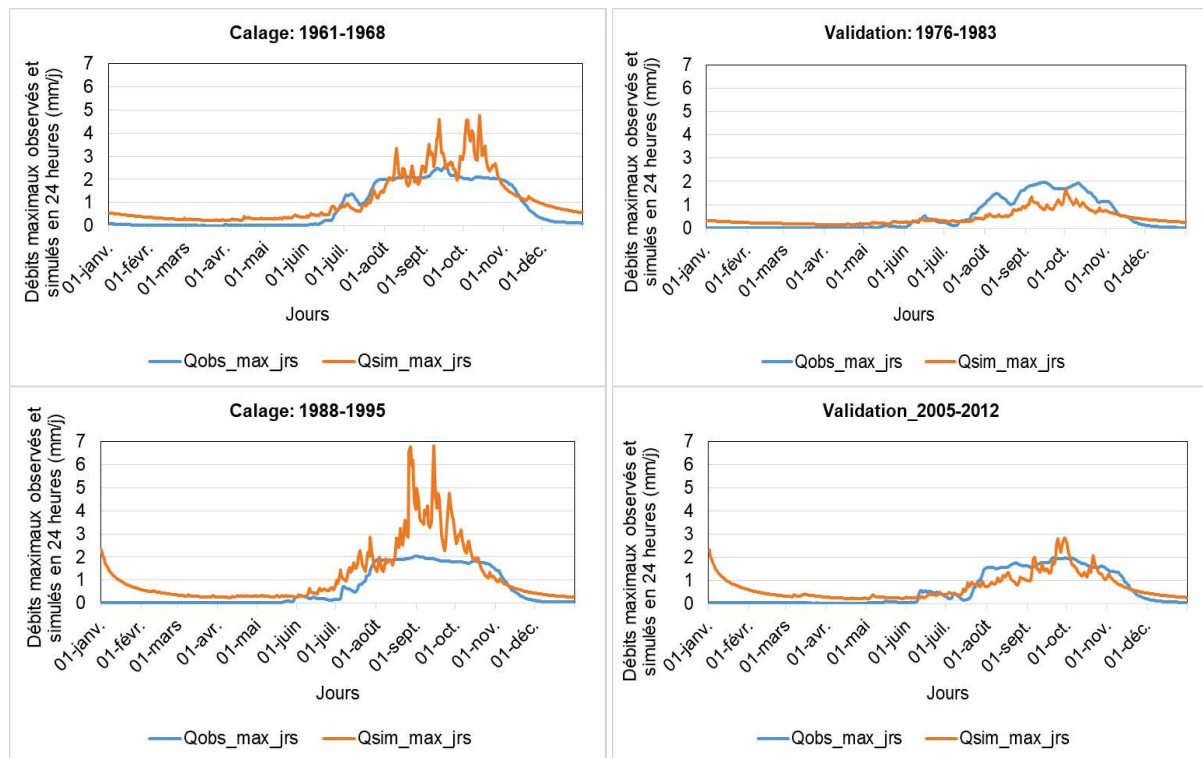 Calage: 1961-1968
Débits maximaux observés et
simulés en 24 heures (mm/j)
7
6
5
4
3
2
1
0
01-janv.
01-févr.
01-mars
01-avr.
01-mai
01-juin
01-juil.
01-août
01-sept.
01-oct.
01-nov.
01-déc.
Jours
Qobs_max_jrs
Qsim_max_jrs
Validation: 1976-1983
Débits maximaux observés et
simulés en 24 heures (mm/j)
7
6
5
4
3
2
1
0
01-janv.
01-févr.
01-mars
01-avr.
01-mai
01-juin
01-juil.
01-août
01-sept.
01-oct.
01-nov.
01-déc.
Jours
Qobs_max_jrs
Qsim_max_jrs
Calage: 1988-1995
Débits maximaux observés et
simulés en 24 heures (mm/j)
7
6
5
4
3
2
1
0
01-janv.
01-févr.
01-mars
01-avr.
01-mai
01-juin
01-juil.
01-août
01-sept.
01-oct.
01-nov.
01-déc.
Jours
Qobs_max_jrs
Qsim_max_jrs
Validation_2005-2012
Débits maximaux observés et
simulés en 24 heures (mm/j)
7
6
5
4
3
2
1
0
01-janv.
01-févr.
01-mars
01-avr.
01-mai
01-juin
01-juil.
01-août
01-sept.
01-oct.
01-nov.
01-déc.
Jours
Qobs_max_jrs
Qsim_max_jrs